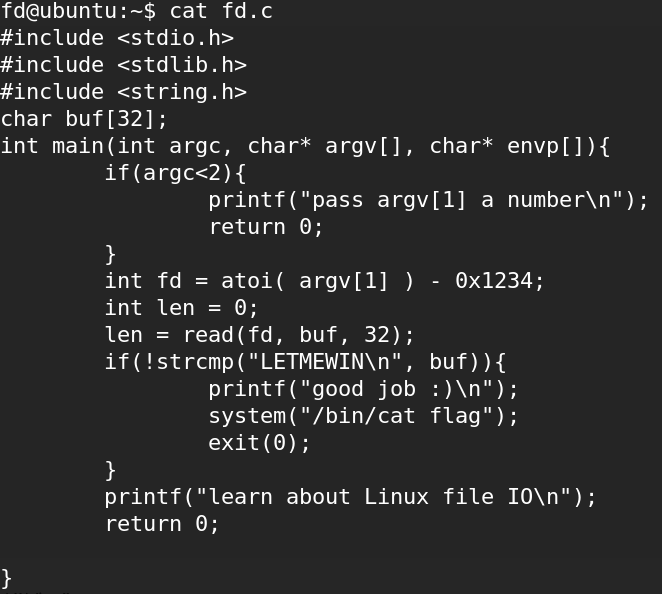 fd@ubuntu:~$ cat fd.c
#include <stdio.h>
#include <stdlib.h>
#include <string.h>
char buf[32];
int main(int argc, char* argv[], char* envp[]){
        if(argc<2){
                printf("pass argv[1] a number\n");
                return 0;
        }
        int fd = atoi( argv[1] ) - 0x1234;
        int len = 0;
        len = read(fd, buf, 32);
        if(!strcmp("LETMEWIN\n", buf)){
                printf("good job :)\n");
                system("/bin/cat flag");
                exit(0);
        }
        printf("learn about Linux file IO\n");
        return 0;

}